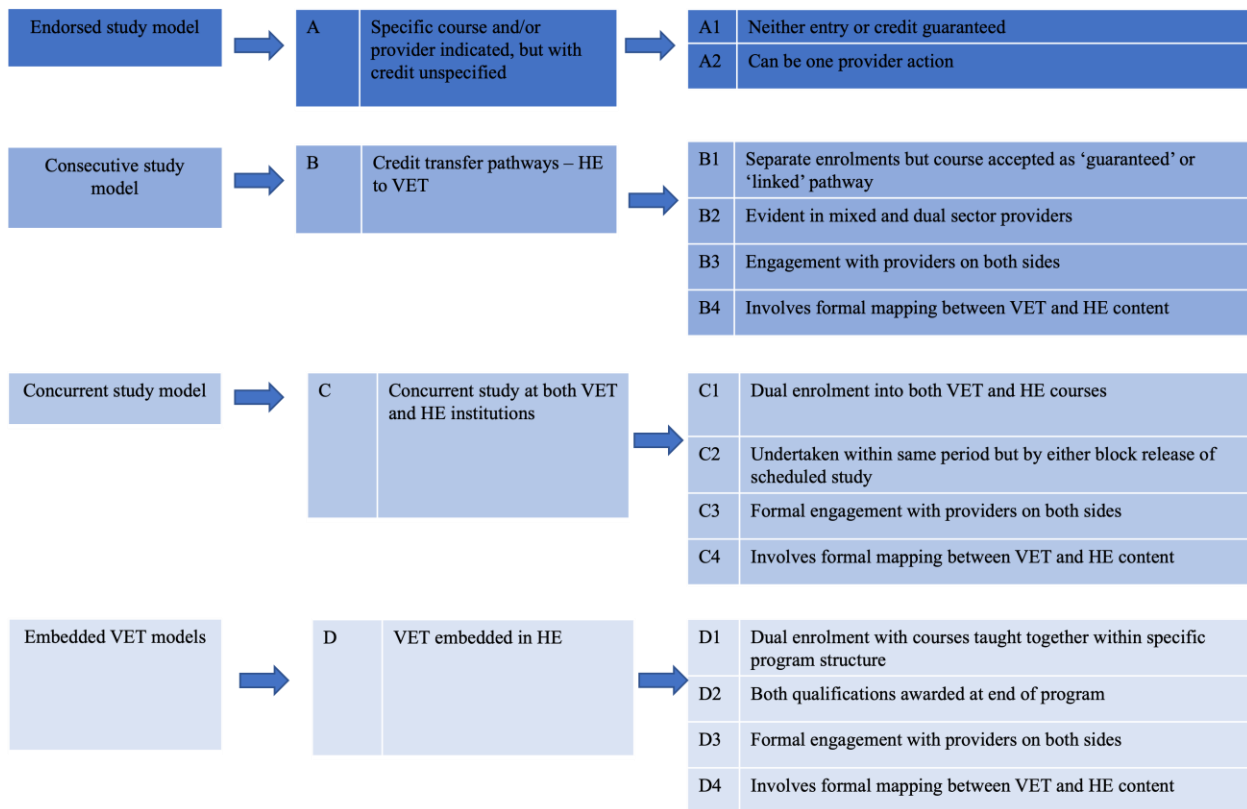 Endorsed study model
A
Specific course and/or
provider indicated, but with
credit unspecified
A1
Neither entry or credit guaranteed
A2
Can be one provider action
Consecutive study
model
B
Credit transfer pathways – HE
to VET
B1
Separate enrolments but course accepted as ‘guaranteed’ or
‘linked’ pathway
B2
Evident in mixed and dual sector providers
B3
Engagement with providers on both sides
B4
Involves formal mapping between VET and HE content
Concurrent study model
C
Concurrent study at both VET
and HE institutions
C1
Dual enrolment into both VET and HE courses
C2
Undertaken within same period but by either block release of
scheduled study
C3
Formal engagement with providers on both sides
C4
Involves formal mapping between VET and HE content
Embedded VET models
D
VET embedded in HE
D1
Dual enrolment with courses taught together within specific
program structure
D2
Both qualifications awarded at end of program
D3
Formal engagement with providers on both sides
D4
Involves formal mapping between VET and HE content